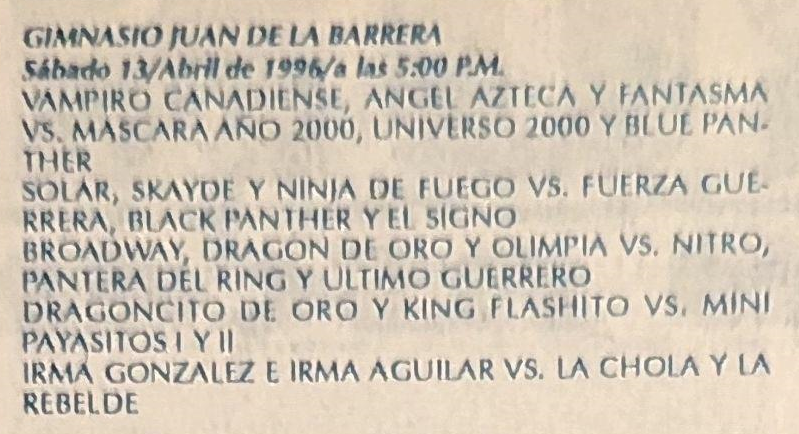 GIMNASIO JUAN DE LA BARRERA
Sábado 13/Abril de 1996/a las 5:00 P.M.
VAMPIRO CANADIENSE, ANGEL AZTECA Y FANTASMA
VS. MASCARA AÑO 2000, UNIVERSO 2000 Y BLUE PAN-
THER
SOLAR, SKAYDE Y NINJA DE FUEGO VS. FUERZA GUE-
RRERA, BLACK PANTHER Y EL SIGNO
BROADWAY, DRAGON DE ORO Y OLIMPIA VS. NITRO,
PANTERA DEL RING Y ULTIMO GUERRERO
DRAGONCITO DE ORO Y KING FLASHITO VS. MINI
PAYASITOS I Y II
IRMA GONZALEZ E IRMA AGUILAR VS. LA CHOLA Y LA
REBELDE